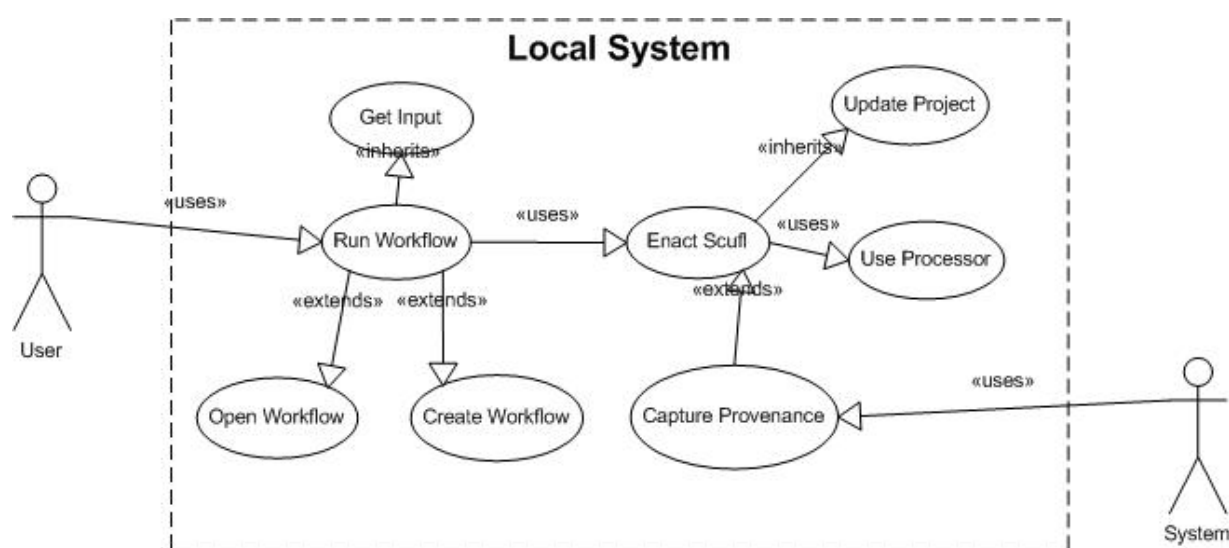 Local System
Update Project
Get Input
«inherits»
«inherits»
«uses»
«uses»
«uses»
Run Workflow
Enact Scufl
Use Processor
«extends»
«extends»
«extends»
User
«uses»
Open Workflow
Create Workflow
Capture Provenance
System